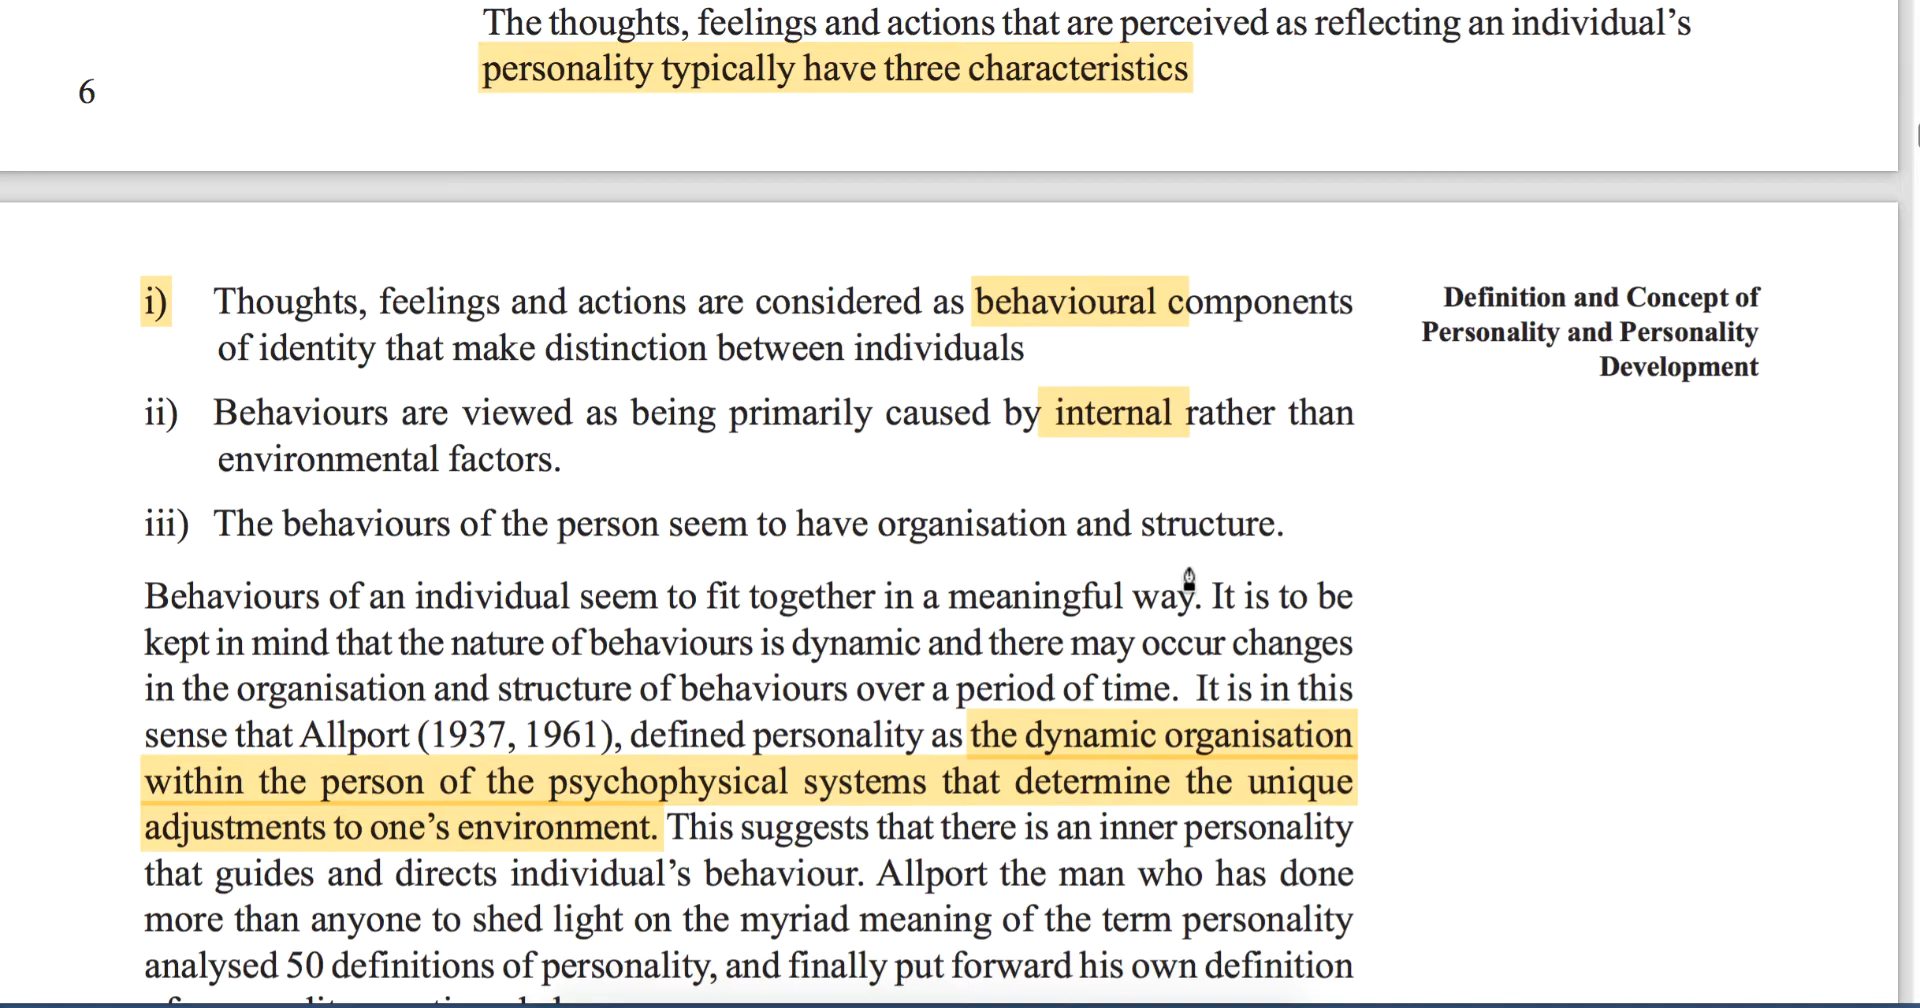 The thoughts, feelings and actions that are perceived as reflecting an individual’s
personality typically have three characteristics
6
i) Thoughts, feelings and actions are considered as behavioural components
of identity that make distinction between individuals
ii) Behaviours are viewed as being primarily caused by internal rather than
environmental factors.
iii) The behaviours of the person seem to have organisation and structure.
Definition and Concept of
Personality and Personality
Development
Behaviours of an individual seem to fit together in a meaningful way. It is to be
kept in mind that the nature of behaviours is dynamic and there may occur changes
in the organisation and structure of behaviours over a period of time. It is in this
sense that Allport (1937, 1961), defined personality as the dynamic organisation
within the person of the psychophysical systems that determine the unique
adjustments to one’s environment. This suggests that there is an inner personality
that guides and directs individual’s behaviour. Allport the man who has done
more than anyone to shed light on the myriad meaning of the term personality
analysed 50 definitions of personality, and finally put forward his own definition